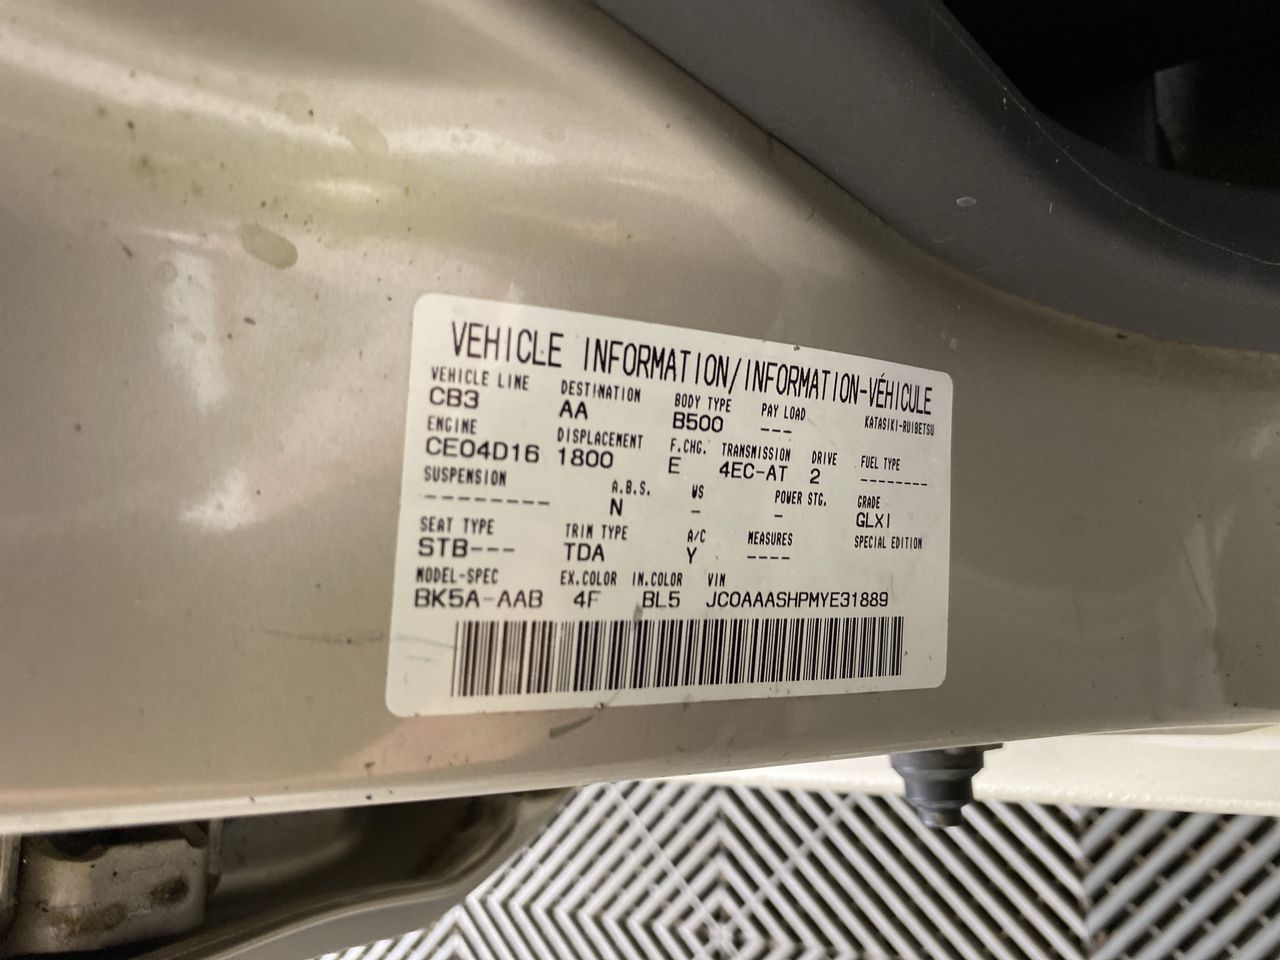 VEHICLE INFORMATION/INFORMATION-VÉHICULE
VEHICLE LINE DESTINATION BODY TYPE PAY LOAD KATASIKI-RUIBETSU
CB3 AA B500 ---
ENGINE DISPLACEMENT F.CHG. TRANSMISSION DRIVE FUEL TYPE
CE04D16 1800 E 4EC-AT 2 --------
SUSPENSION A.B.S. WS POWER STG. GRADE
---------- N - - GLXI
SEAT TYPE TRIM TYPE A/C MEASURES SPECIAL EDITION
STB--- TDA Y ----
MODEL-SPEC EX.COLOR IN.COLOR VIN
BK5A-AAB 4F BL5 JC0AAASHPMYE31889